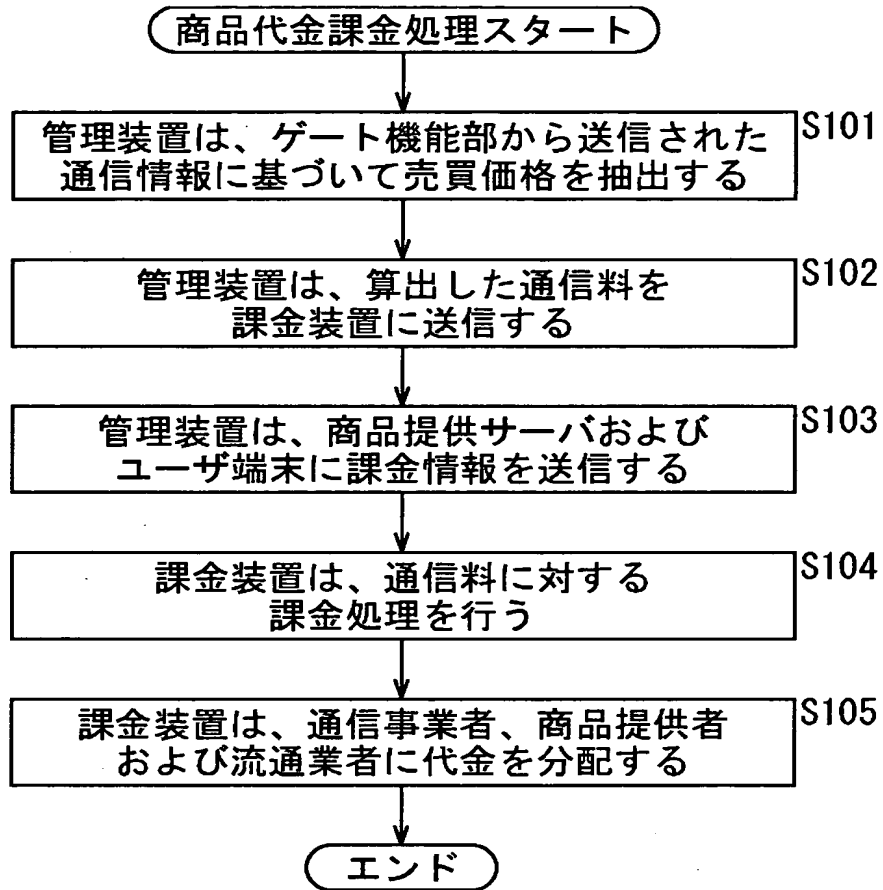 商品代金課金処理スタート
管理装置は、ゲート機能部から送信された
通信情報に基づいて売買価格を抽出する
S101
管理装置は、算出した通信料を
課金装置に送信する
S102
管理装置は、商品提供サーバおよび
ユーザ端末に課金情報を送信する
S103
課金装置は、通信料に対する
課金処理を行う
S104
課金装置は、通信事業者、商品提供者
および流通業者に代金を分配する
S105
エンド